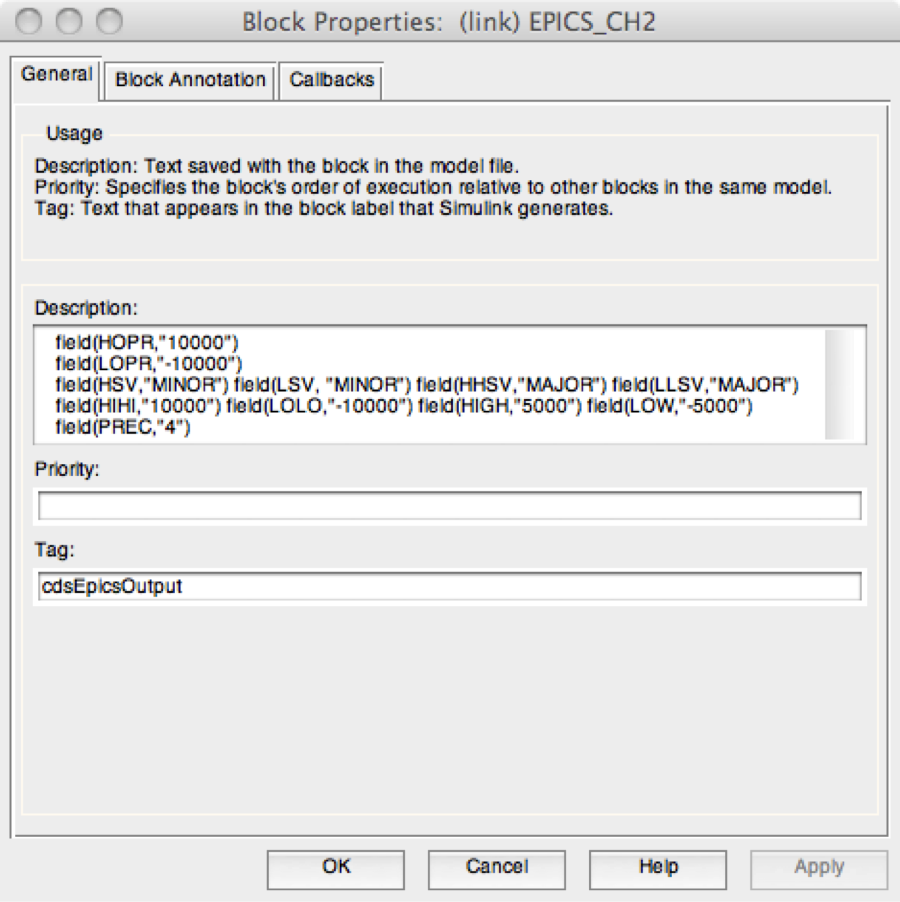 Block Properties:  (link) EPICS_CH2
General
Block Annotation
Callbacks
Usage
Description: Text saved with the block in the model file.
Priority: Specifies the block's order of execution relative to other blocks in the same model.
Tag: Text that appears in the block label that Simulink generates.
Description:
field(HOPR,"10000")
field(LOPR,"-10000")
field(HSV,"MINOR") field(LSV, "MINOR") field(HHSV,"MAJOR") field(LLSV,"MAJOR")
field(HIHI,"10000") field(LOLO,"-10000") field(HIGH,"5000") field(LOW,"-5000")
field(PREC,"4")
Priority:
Tag:
cdsEpicsOutput
OK
Cancel
Help
Apply